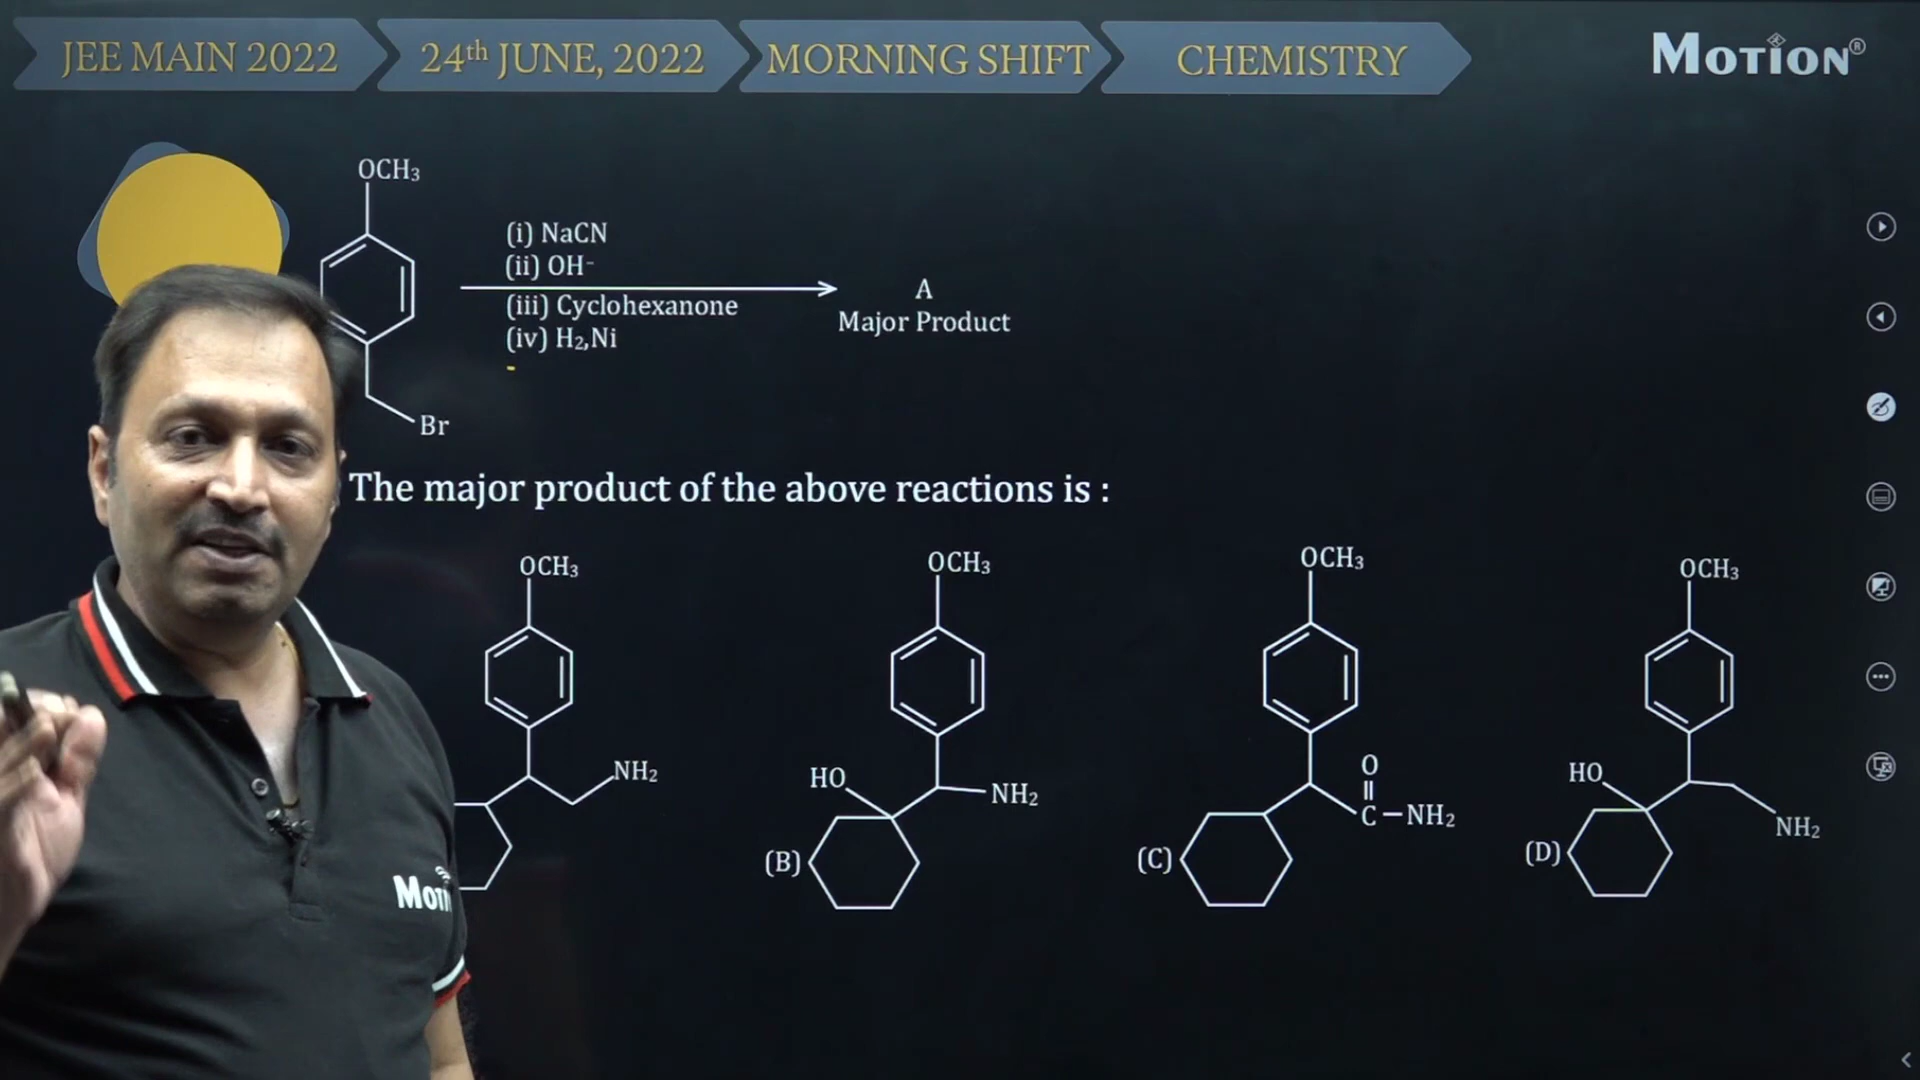 JEE MAIN 2022
24th JUNE, 2022
MORNING SHIFT
CHEMISTRY
MOTION®
OCH₃
(i) NaCN
(ii) OH⁻
(iii) Cyclohexanone
(iv) H₂,Ni
A
Major Product
Br
The major product of the above reactions is :
OCH₃
NH₂
OCH₃
HO
NH₂
(B)
OCH₃
O
C–NH₂
(C)
OCH₃
HO
NH₂
(D)